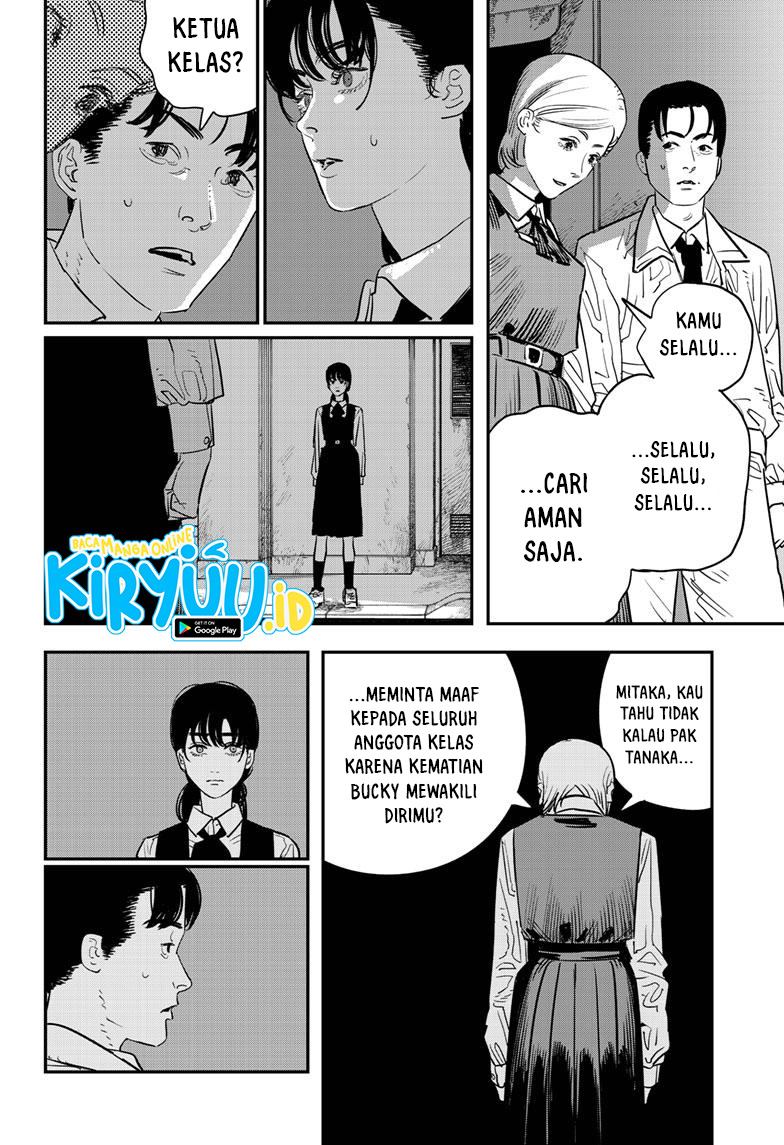 KAMU
SELALU...
...SELALU,
SELALU,
SELALU...
...CARI
AMAN
SAJA.
KETUA
KELAS?
BACA MANGA ONLINE
KIRYUU.iD
GET IT ON
Google Play
MITAKA, KAU
TAHU TIDAK
KALAU PAK
TANAKA...
...MEMINTA MAAF
KEPADA SELURUH
ANGGOTA KELAS
KARENA KEMATIAN
BUCKY MEWAKILI
DIRIMU?